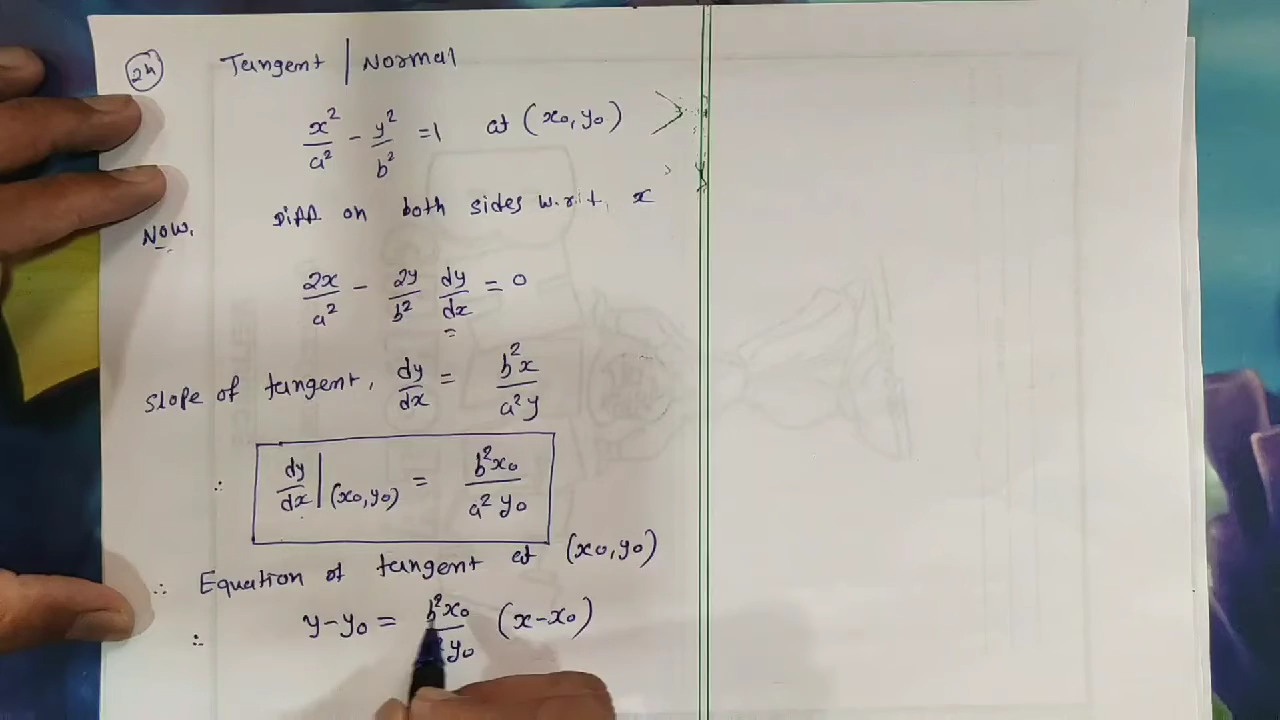 24 Tangent | Normal
x²/a² - y²/b² = 1 at (x₀, y₀)
Now, Diff on both sides w.r.t. x
2x/a² - 2y/b² dy/dx = 0
Slope of tangent, dy/dx = b²x/a²y
∴ dy/dx|(x₀,y₀) = b²x₀/a²y₀
∴ Equation of tangent at (x₀,y₀)
∴ y-y₀ = b²x₀/²y₀ (x-x₀)